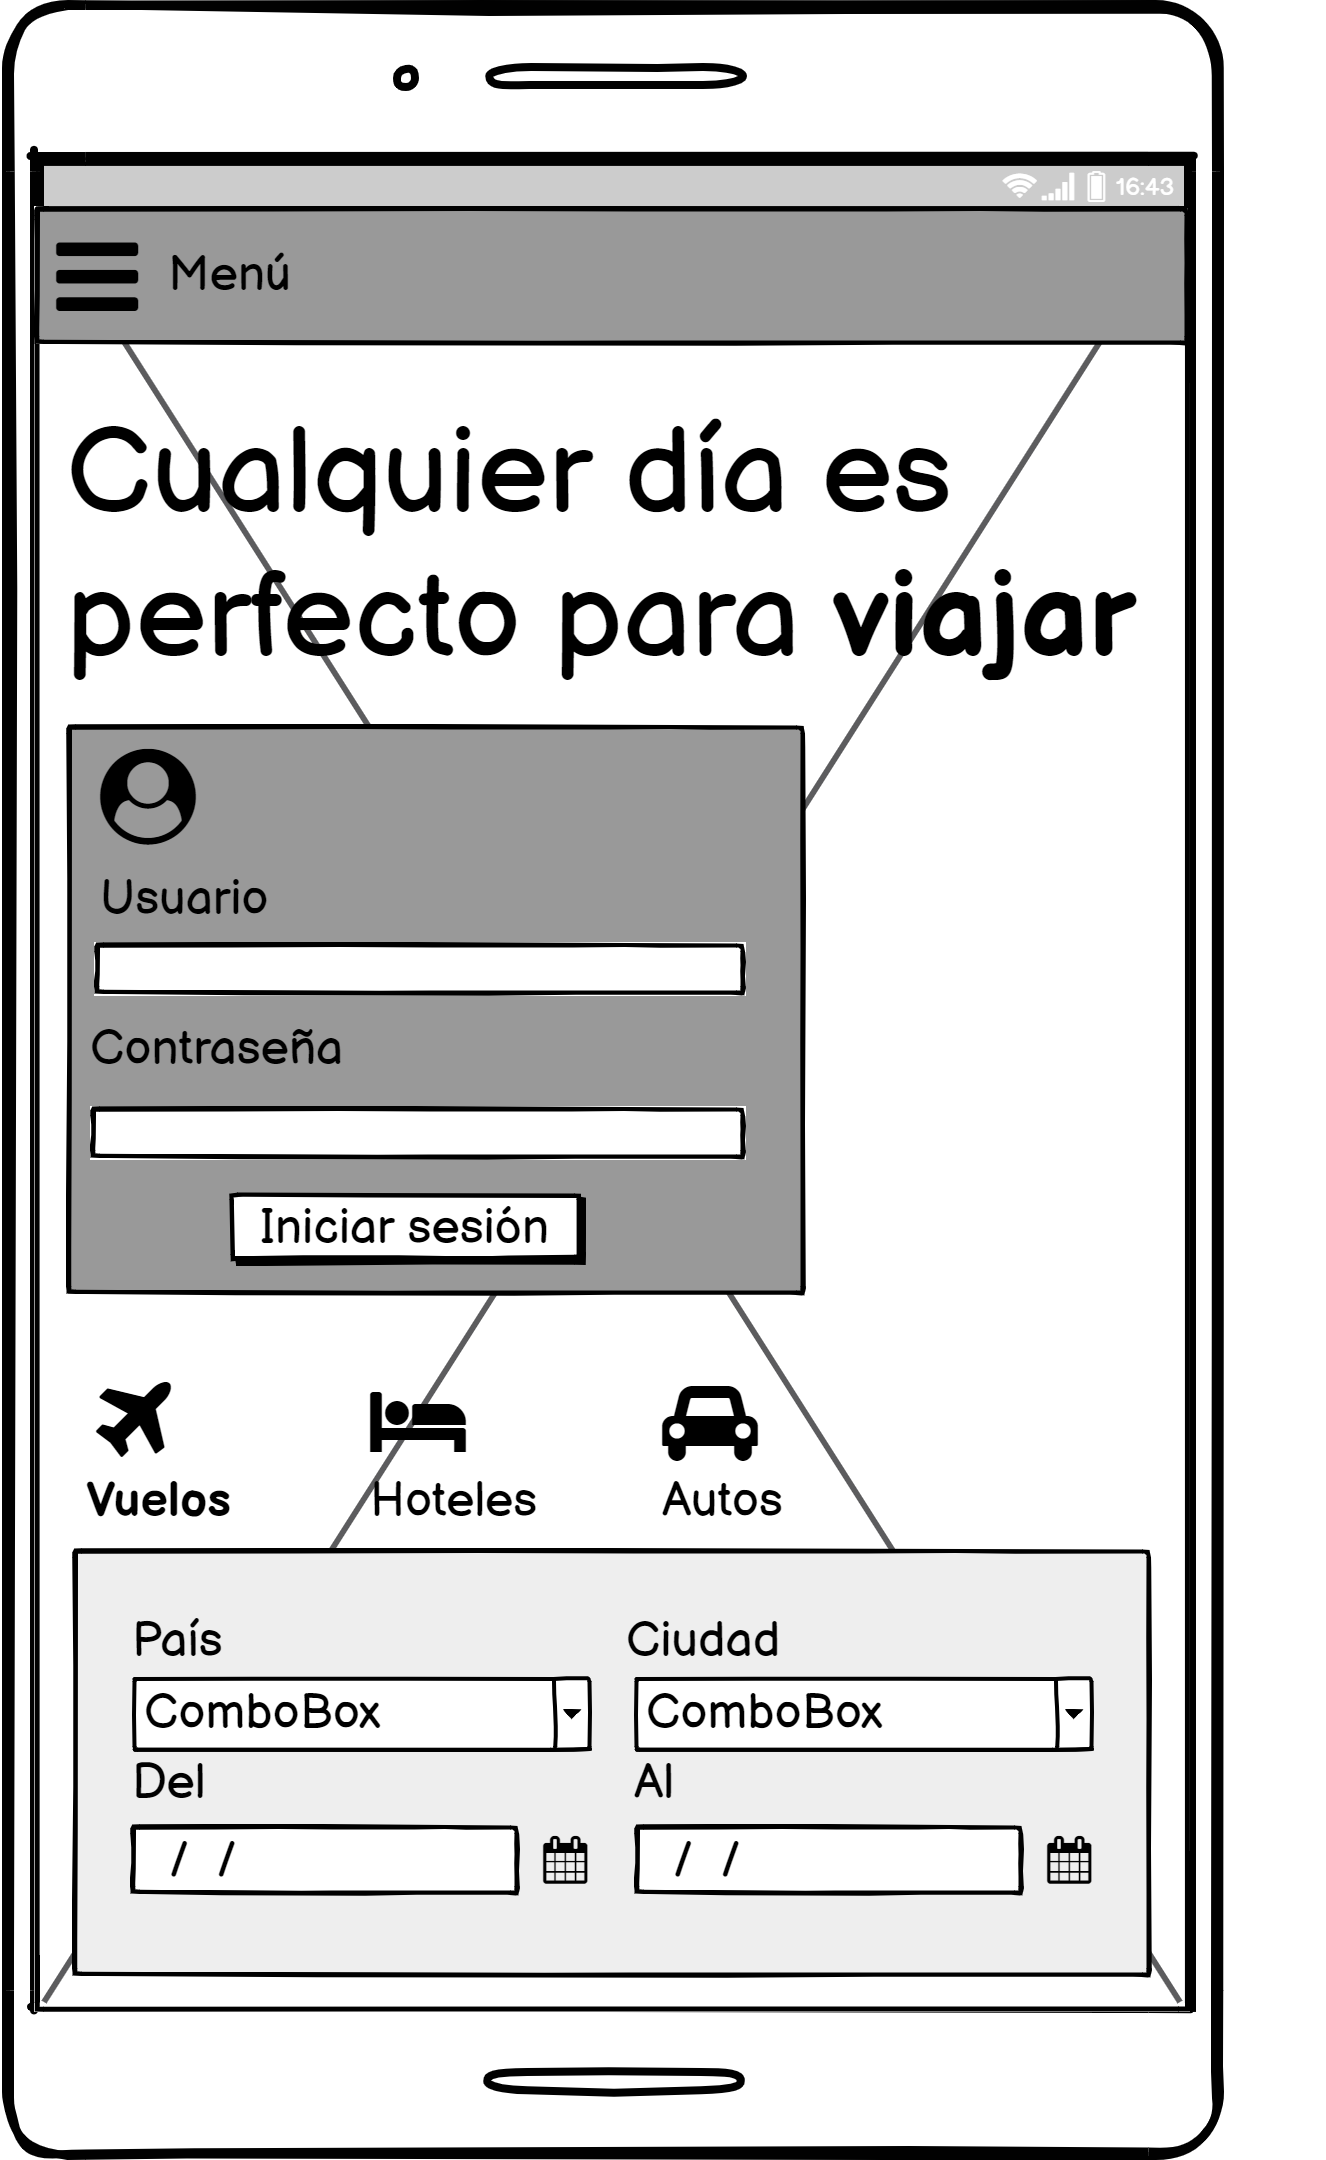 16:43
Menú
Cualquier día es
perfecto para viajar
Usuario
Contraseña
Iniciar sesión
Vuelos Hoteles Autos
País Ciudad
ComboBox ComboBox
Del Al
/ / / /